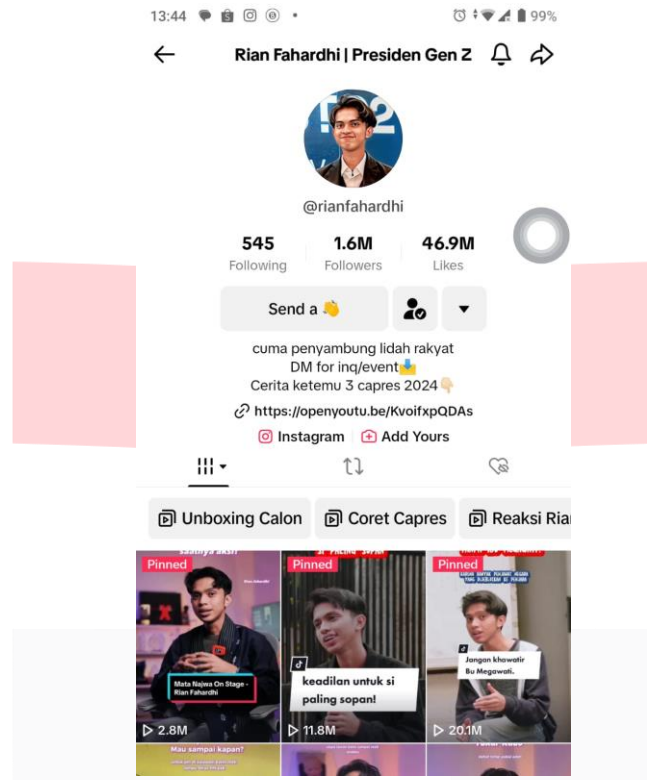 13:44
99%
Rian Fahardhi | Presiden Gen Z
@rianfahardhi
545 1.6M 46.9M
Following Followers Likes
Send a 👋
cuma penyambung lidah rakyat
DM for inq/event📩
Cerita ketemu 3 capres 2024👇🏻
https://openyoutu.be/KvoifxpQDAs
Instagram Add Yours
Unboxing Calon Coret Capres Reaksi Ria
Pinned
saatnya aksi!
Mata Najwa On Stage -
Rian Fahardhi
2.8M
Pinned
keadilan untuk si
paling sopan!
11.8M
Pinned
Jangan khawatir
Bu Megawati.
20.1M
Mau sampai kapan?